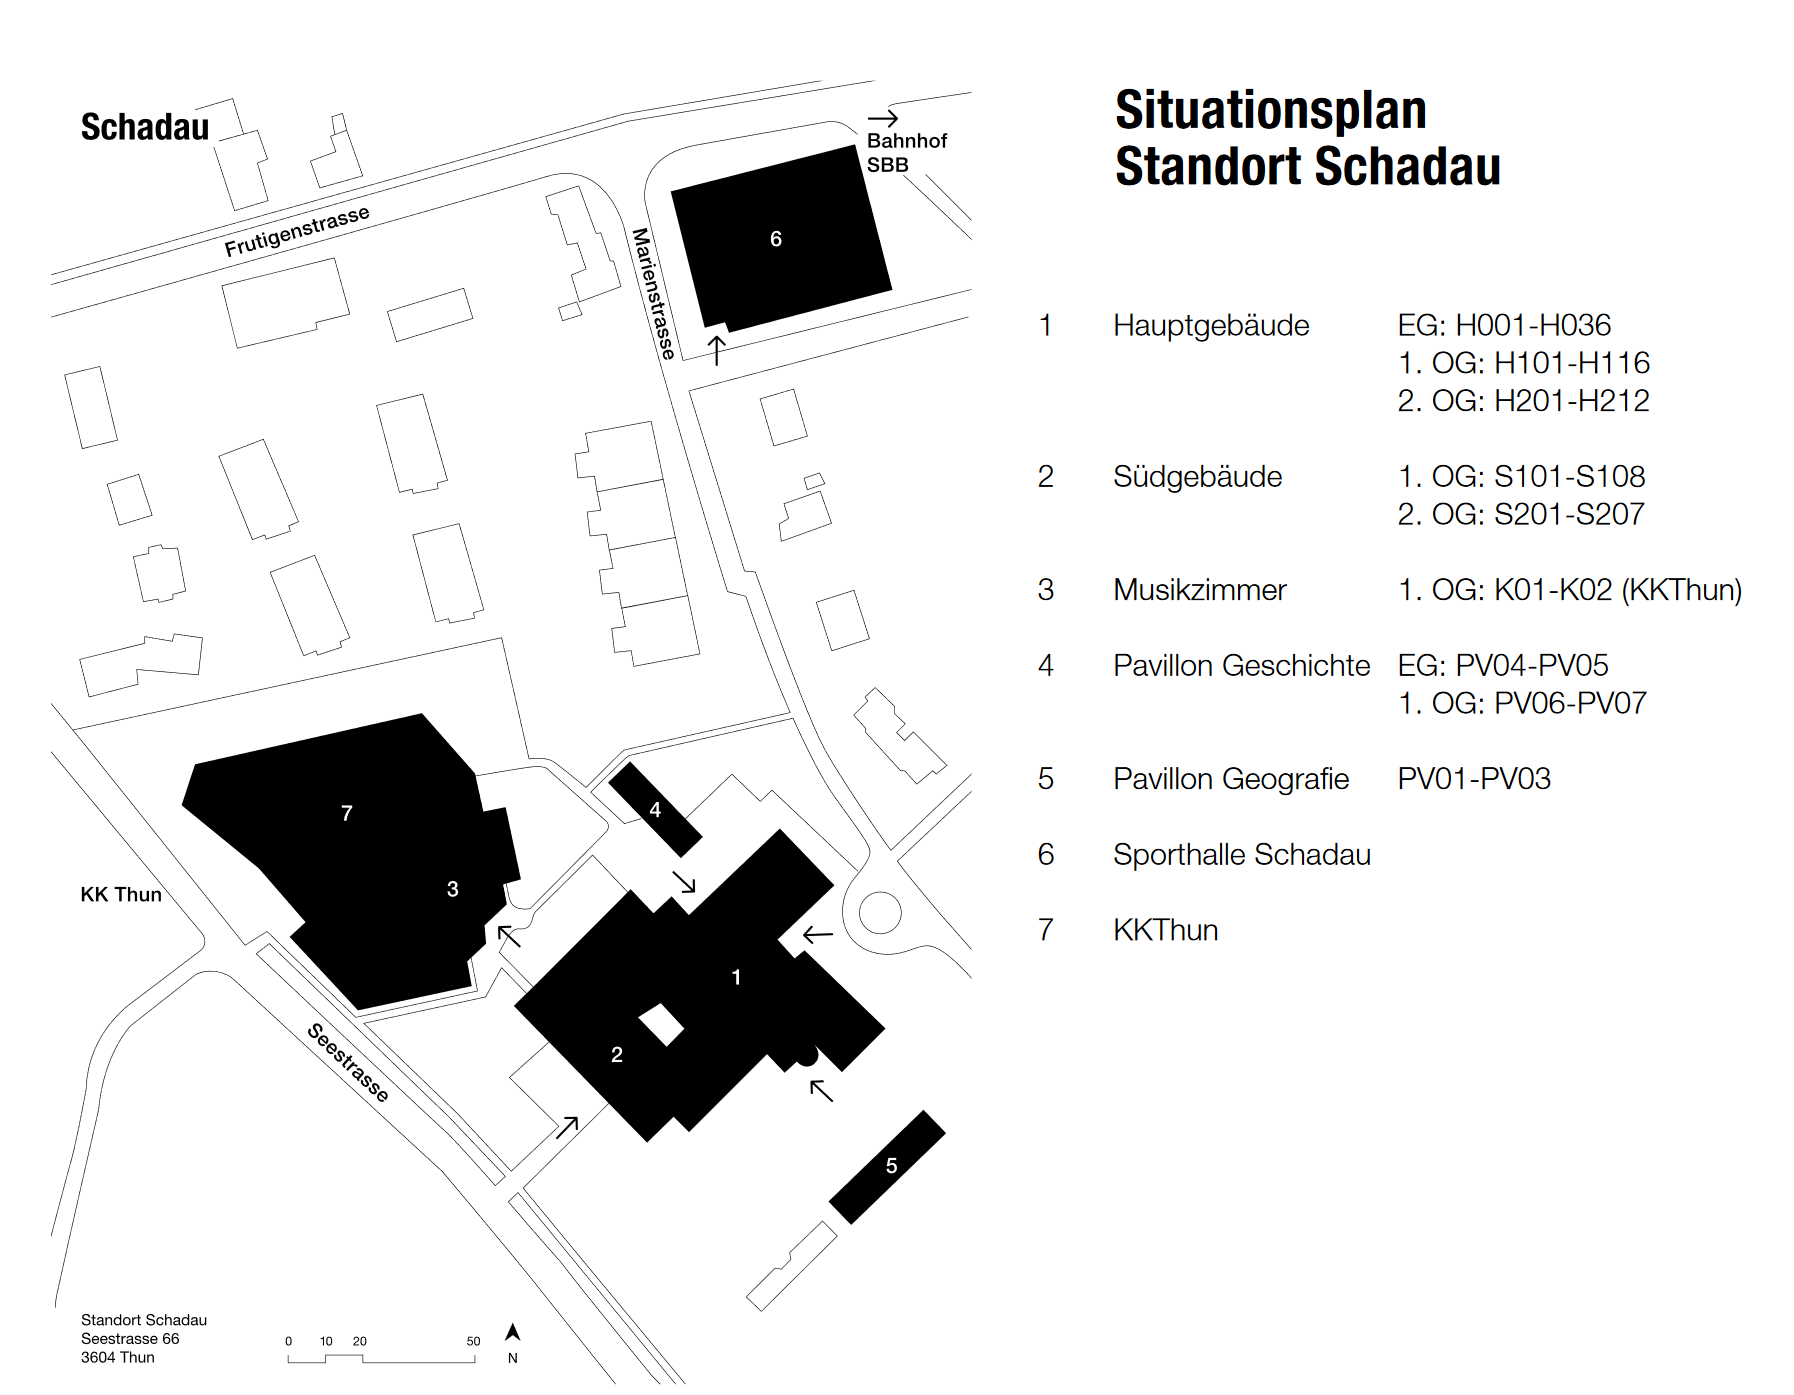 Schadau
Bahnhof
SBB
Frutigenstrasse
Marienstrasse
6
7
4
3
KK Thun
1
2
Seestrasse
5
Standort Schadau
Seestrasse 66
3604 Thun
0 10 20 50
N
Situationsplan
Standort Schadau
1 Hauptgebäude EG: H001-H036
1. OG: H101-H116
2. OG: H201-H212
2 Südgebäude 1. OG: S101-S108
2. OG: S201-S207
3 Musikzimmer 1. OG: K01-K02 (KKThun)
4 Pavillon Geschichte EG: PV04-PV05
1. OG: PV06-PV07
5 Pavillon Geografie PV01-PV03
6 Sporthalle Schadau
7 KKThun